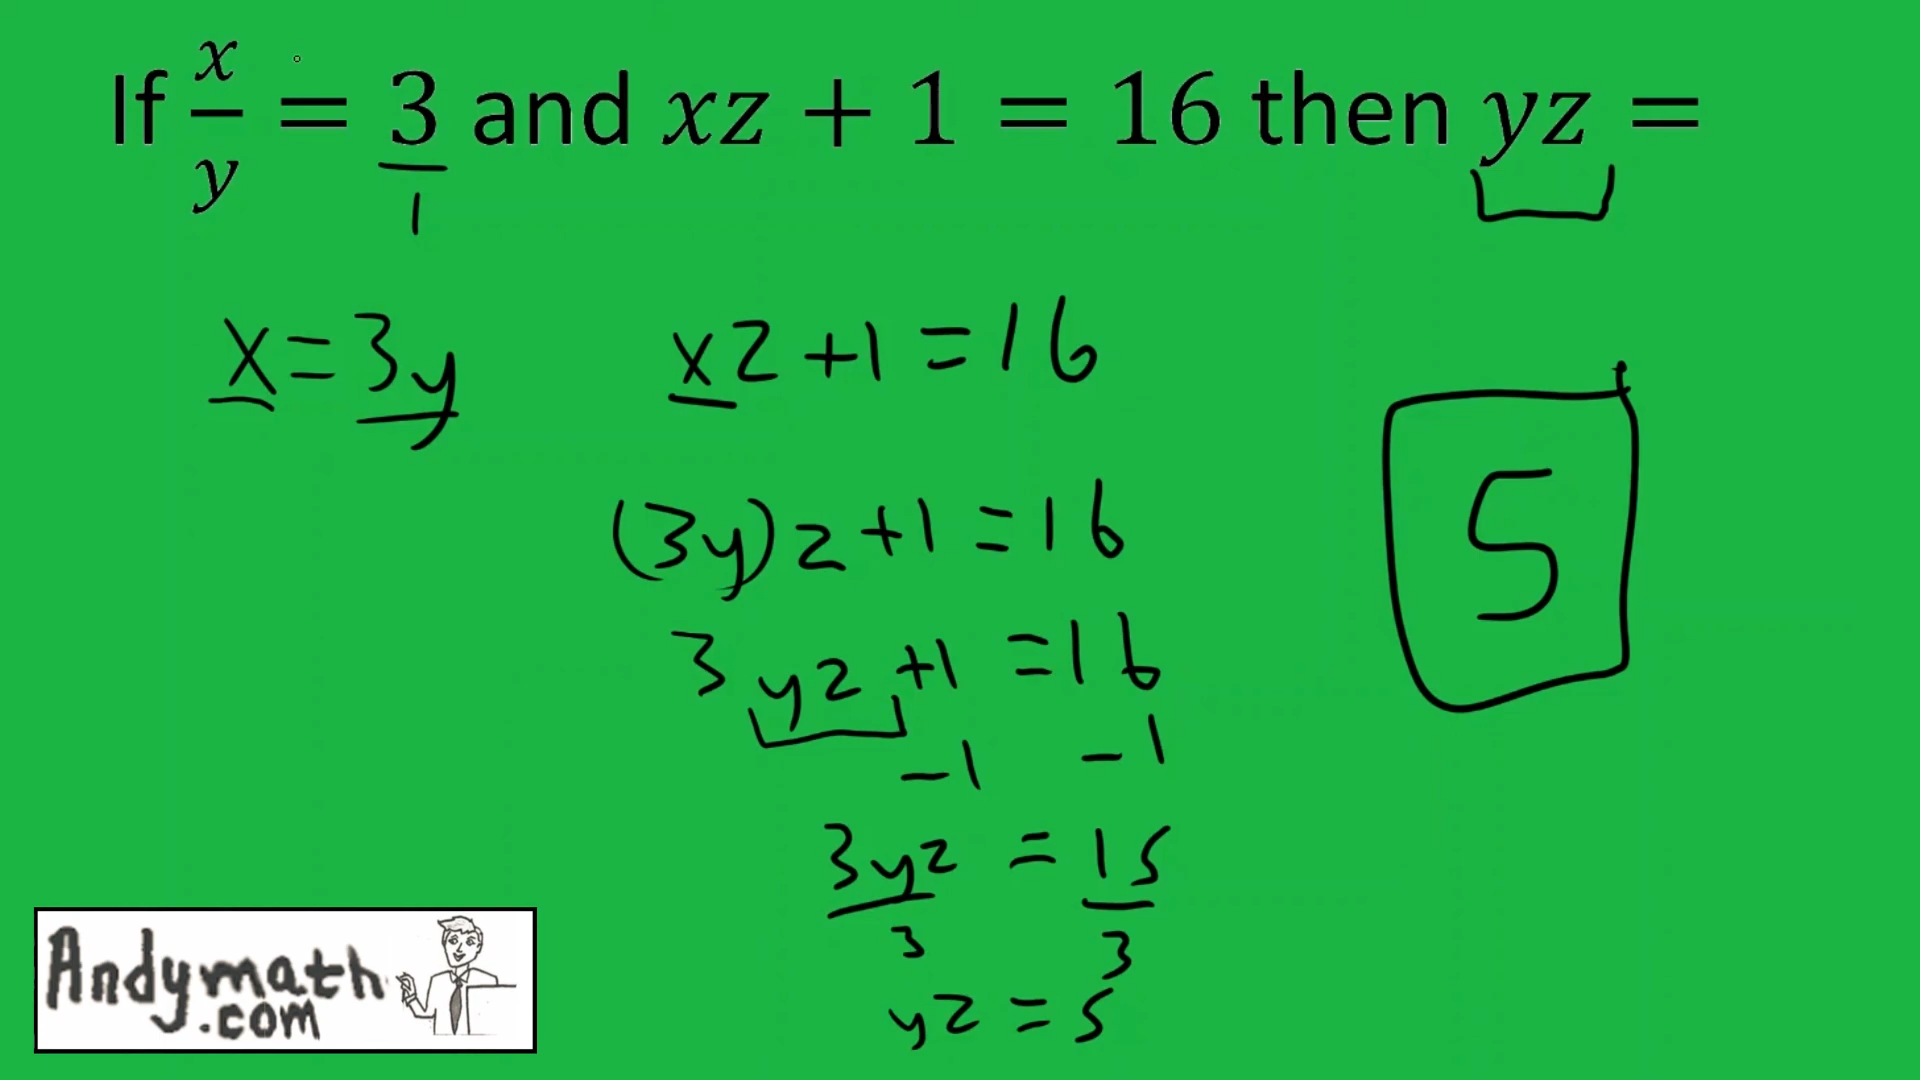 If x/y = 3 and xz + 1 = 16 then yz =
1
x = 3y
xz + 1 = 16
(3y)z + 1 = 16
3yz + 1 = 16
-1 -1
3yz/3 = 15/3
yz = 5
5
Andymath
.com